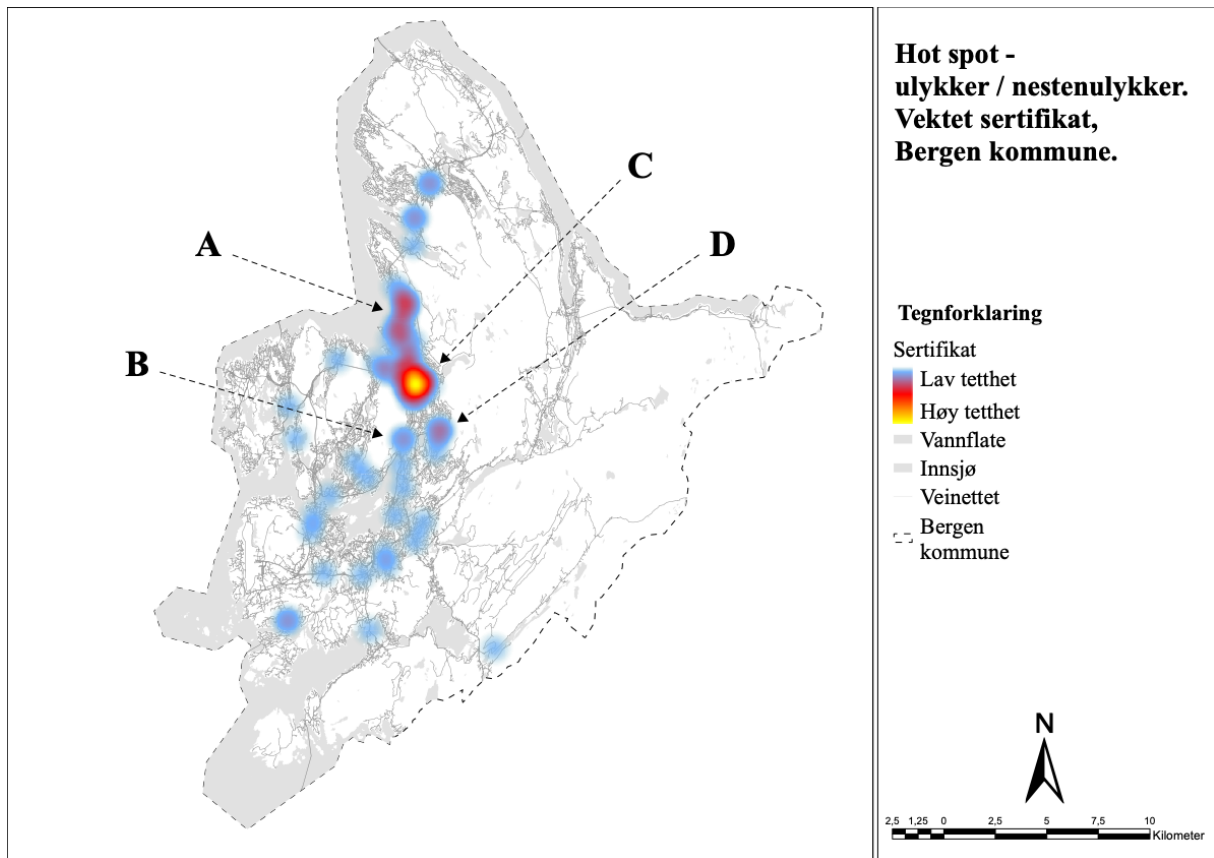 Hot spot -
ulykker / nestenulykker.
Vektet sertifikat,
Bergen kommune.
C
A
D
B
Tegnforklaring
Sertifikat
Lav tetthet
Høy tetthet
Vannflate
Innsjø
Veinettet
Bergen
kommune
N
2,5 1,25 0 2,5 5 7,5 10
Kilometer